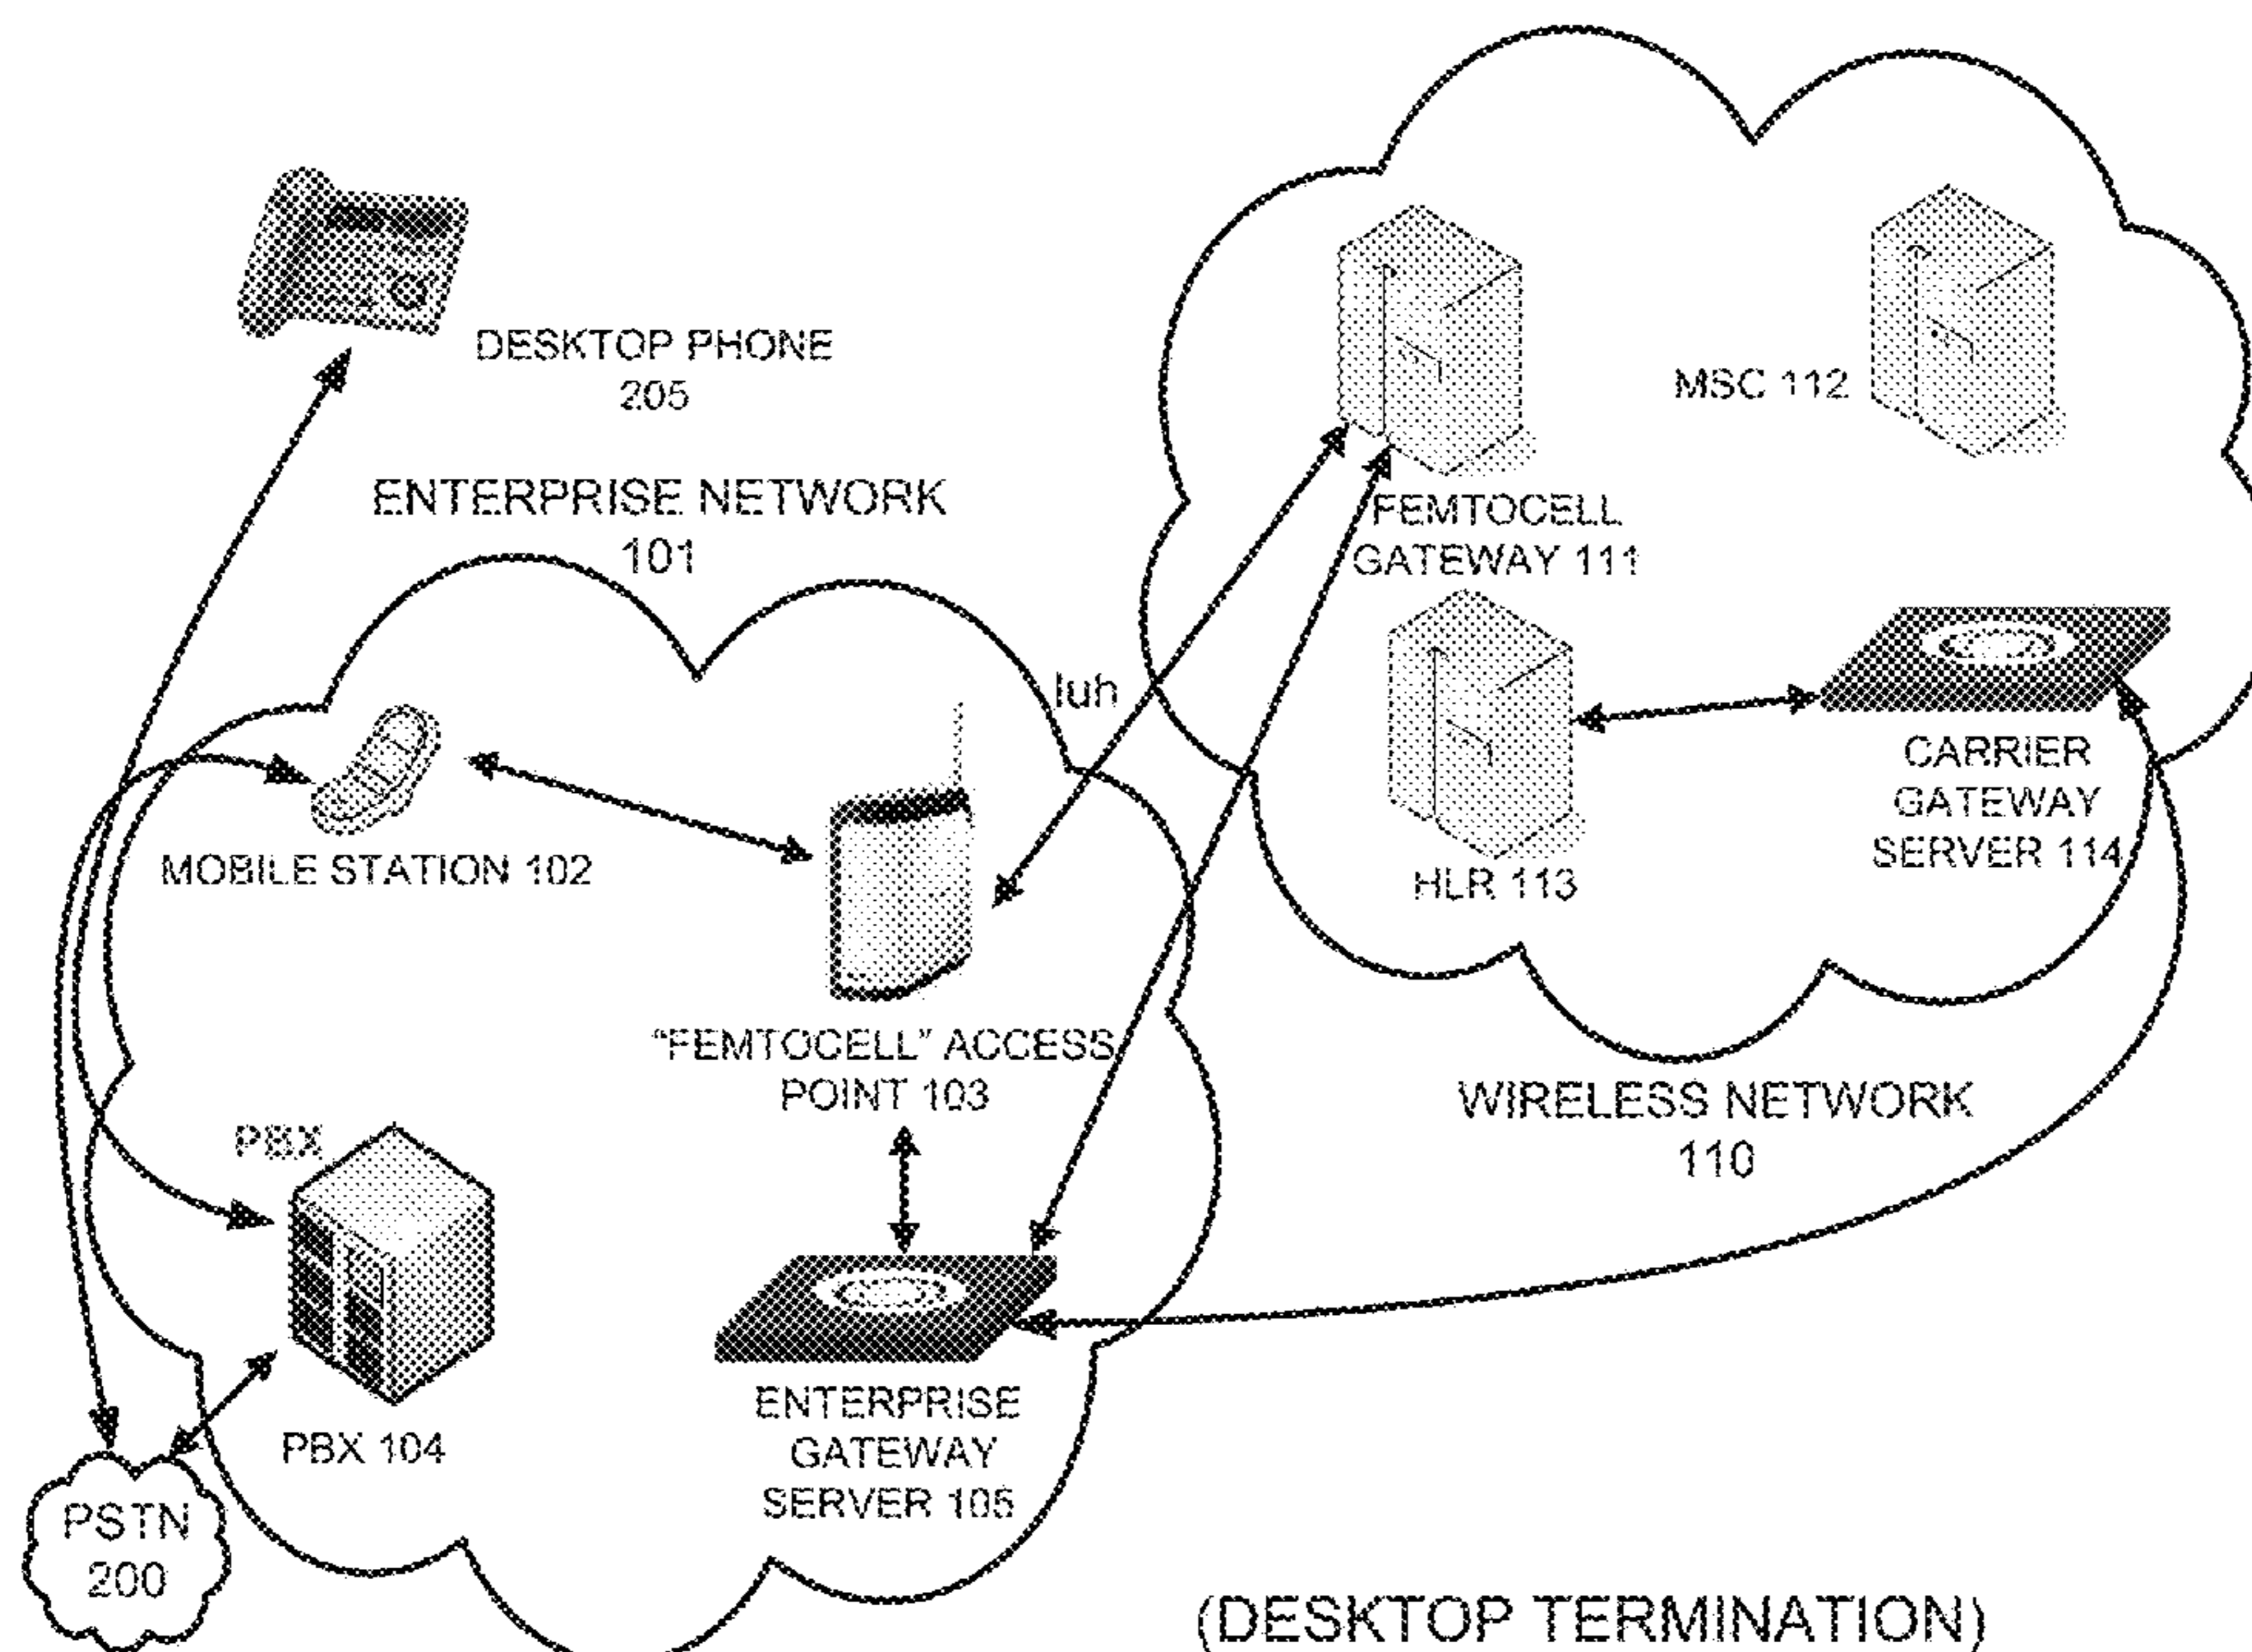 DESKTOP PHONE
205
ENTERPRISE NETWORK
101
MSC 112
FEMTOCELL
GATEWAY 111
Iuh
CARRIER
GATEWAY
SERVER 114
MOBILE STATION 102
HLR 113
"FEMTOCELL" ACCESS
POINT 103
WIRELESS NETWORK
110
PBX
PBX 104
ENTERPRISE
GATEWAY
SERVER 105
PSTN
200
(DESKTOP TERMINATION)